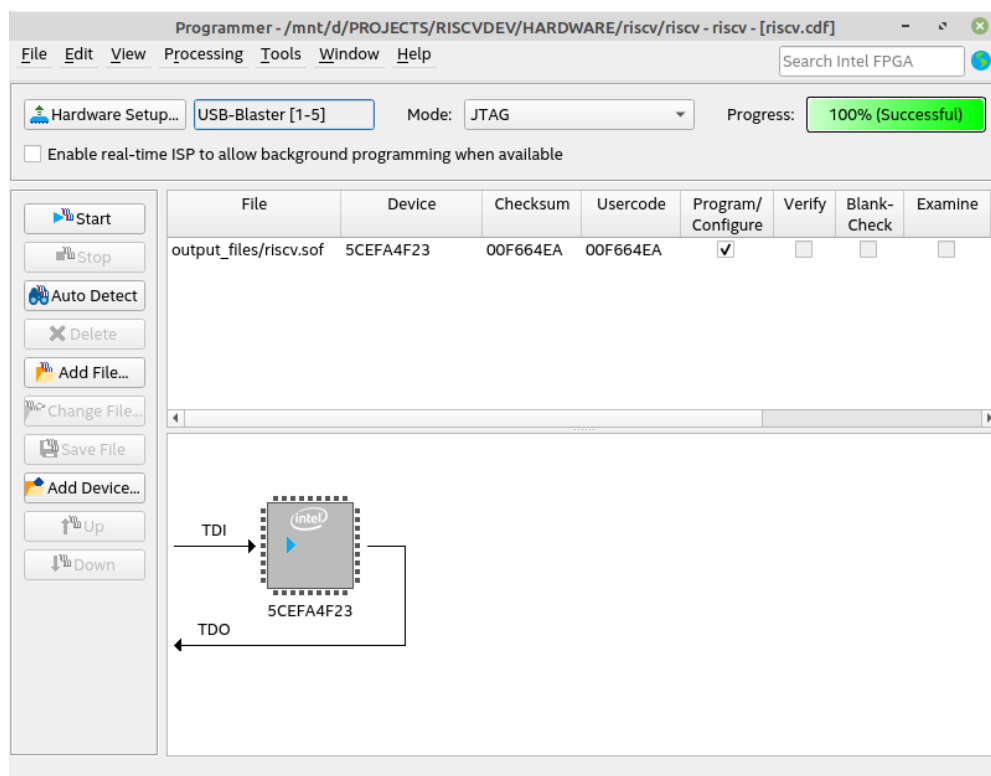 Programmer - /mnt/d/PROJECTS/RISCVDEV/HARDWARE/riscv/riscv - riscv - [riscv.cdf]
File Edit View Processing Tools Window Help
Search Intel FPGA
Hardware Setup... USB-Blaster [1-5] Mode: JTAG Progress: 100% (Successful)
Enable real-time ISP to allow background programming when available
Start
Stop
Auto Detect
Delete
Add File...
Change File...
Save File
Add Device...
Up
Down
File Device Checksum Usercode Program/ Verify Blank- Examine
Configure Check
output_files/riscv.sof 5CEFA4F23 00F664EA 00F664EA
TDI
intel
5CEFA4F23
TDO